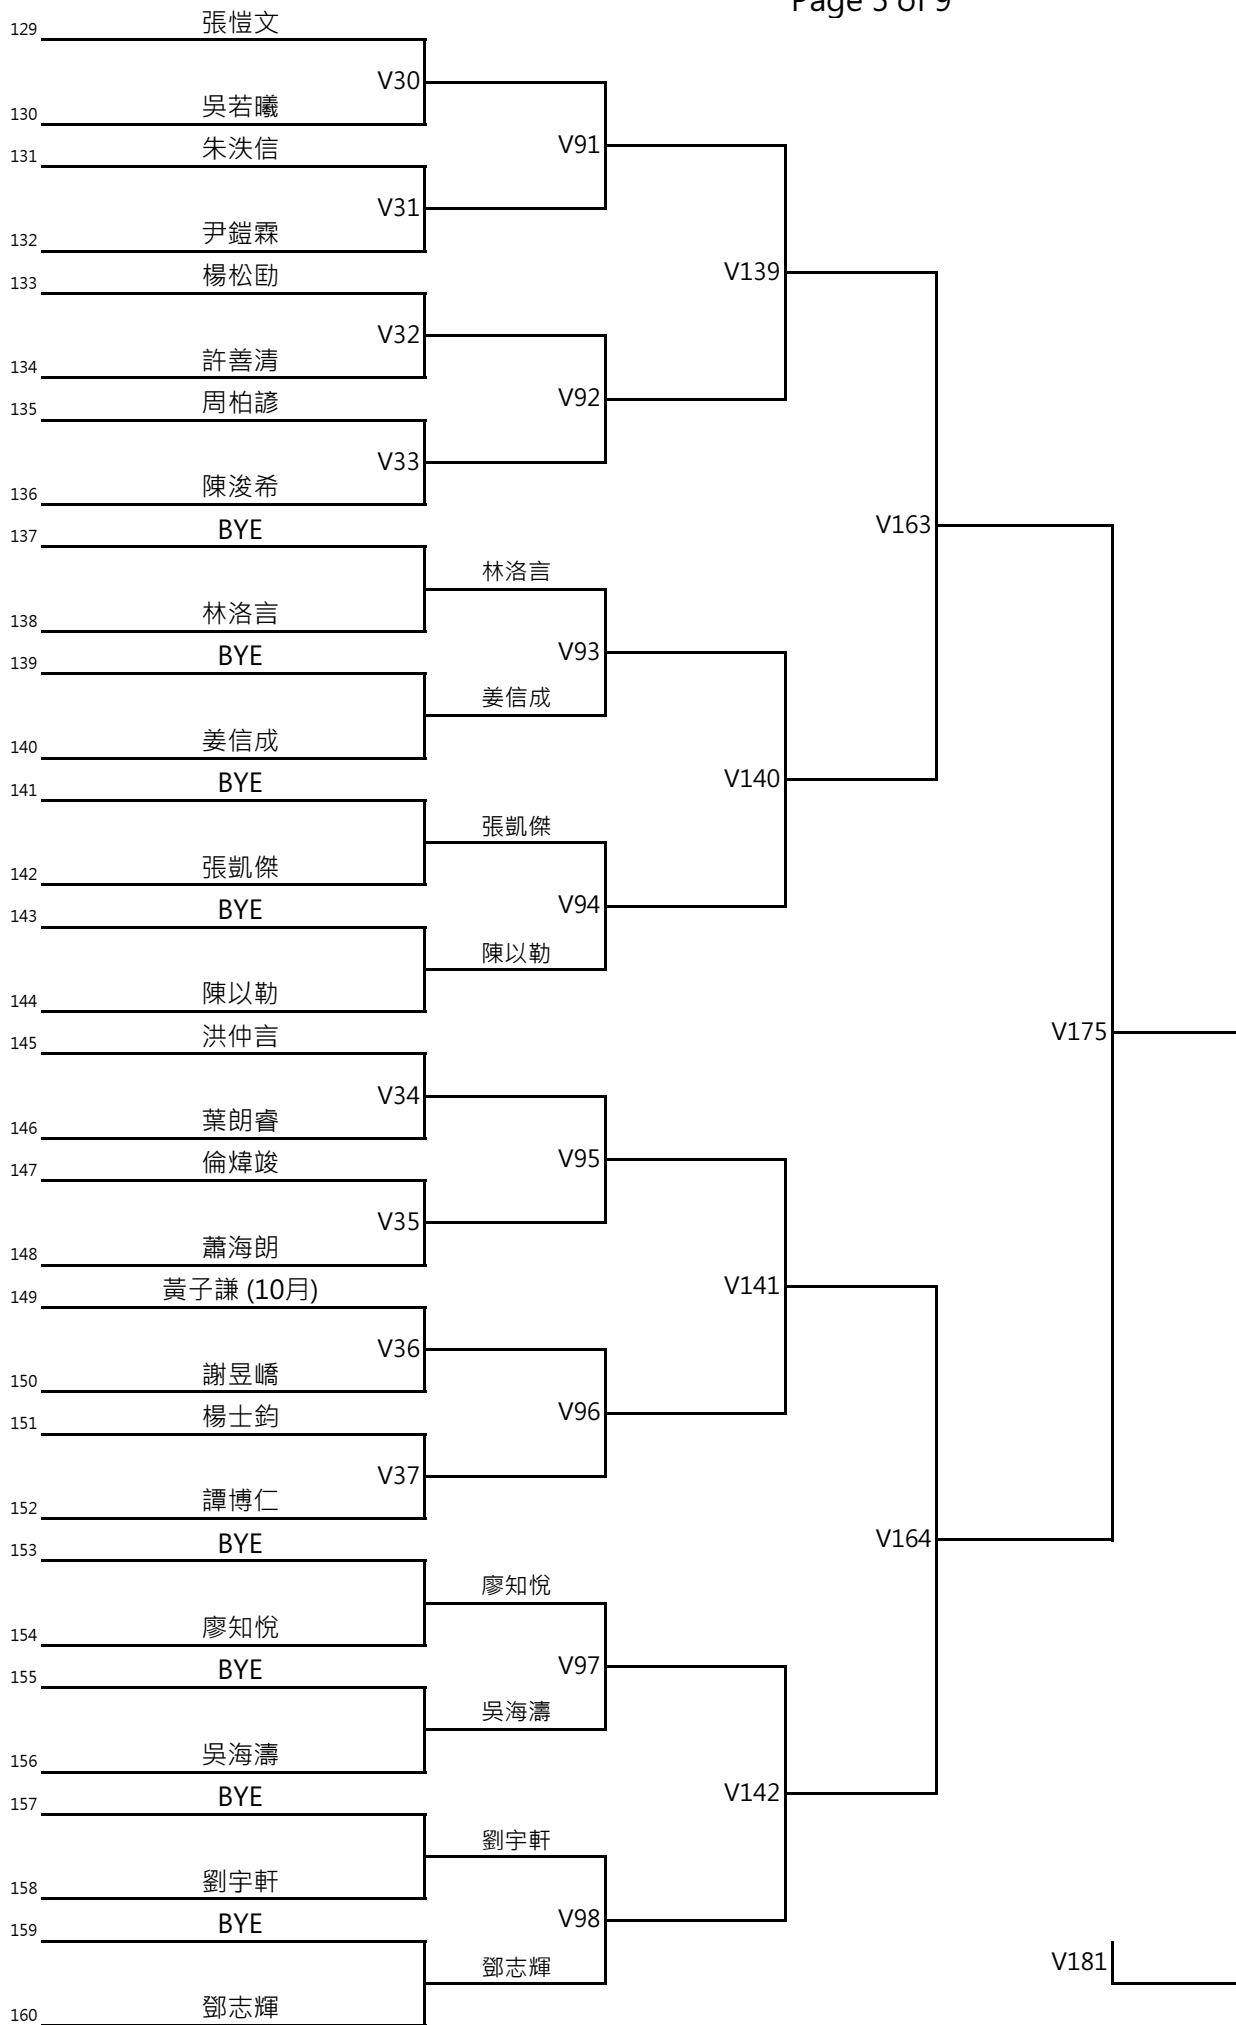 Page 5 of 9
129 張愷文
V30
130 吳若曦
131 朱泆信
V91
V31
132 尹鎧霖
133 楊松劻
V139
V32
134 許善清
135 周柏諺
V92
V33
136 陳浚希
137 BYE
V163
林洛言
138 林洛言
139 BYE
V93
姜信成
140 姜信成
141 BYE
V140
張凱傑
142 張凱傑
143 BYE
V94
陳以勒
144 陳以勒
145 洪仲言
V175
V34
146 葉朗睿
147 倫煒竣
V95
V35
148 蕭海朗
149 黃子謙 (10月)
V141
V36
150 謝昱嶠
151 楊士鈞
V96
V37
152 譚博仁
153 BYE
V164
廖知悅
154 廖知悅
155 BYE
V97
吳海濤
156 吳海濤
157 BYE
V142
劉宇軒
158 劉宇軒
159 BYE
V98
鄧志輝
V181
160 鄧志輝